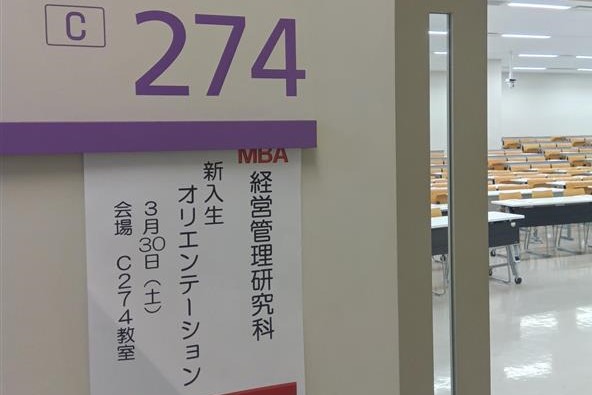 C
274
MBA
経営管理研究科
新入生
オリエンテーション
3月30日（土）
会場 C274教室